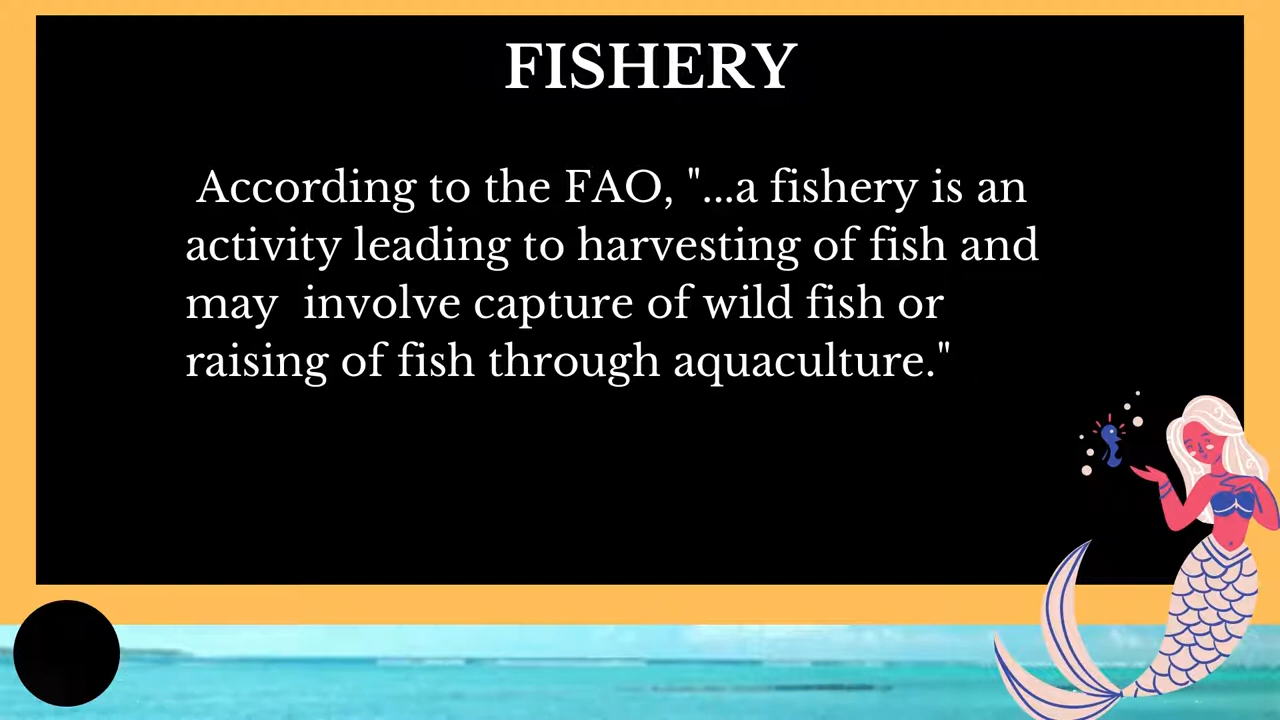 FISHERY
According to the FAO, "...a fishery is an
activity leading to harvesting of fish and
may  involve capture of wild fish or
raising of fish through aquaculture."